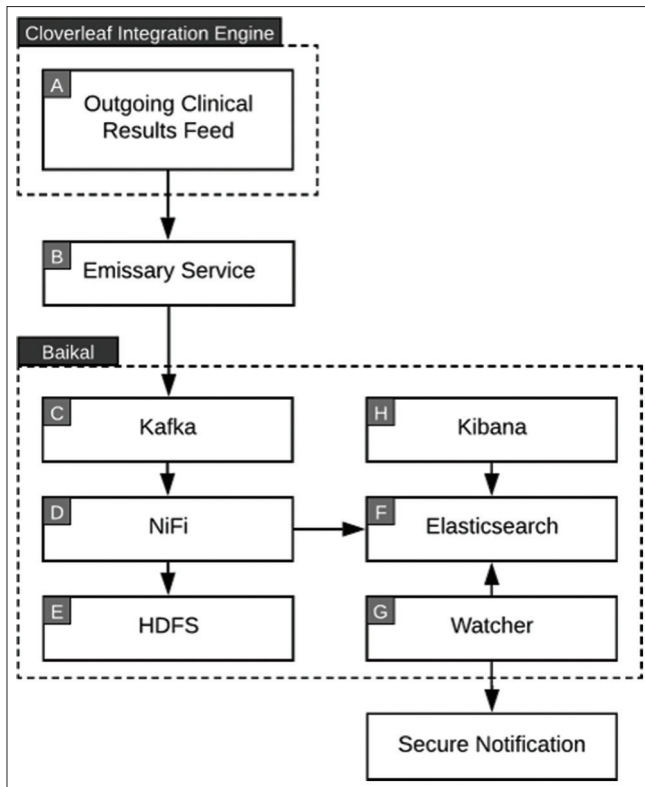 Cloverleaf Integration Engine
A
Outgoing Clinical
Results Feed
B
Emissary Service
Baikal
C
Kafka
H
Kibana
D
NiFi
F
Elasticsearch
E
HDFS
G
Watcher
Secure Notification